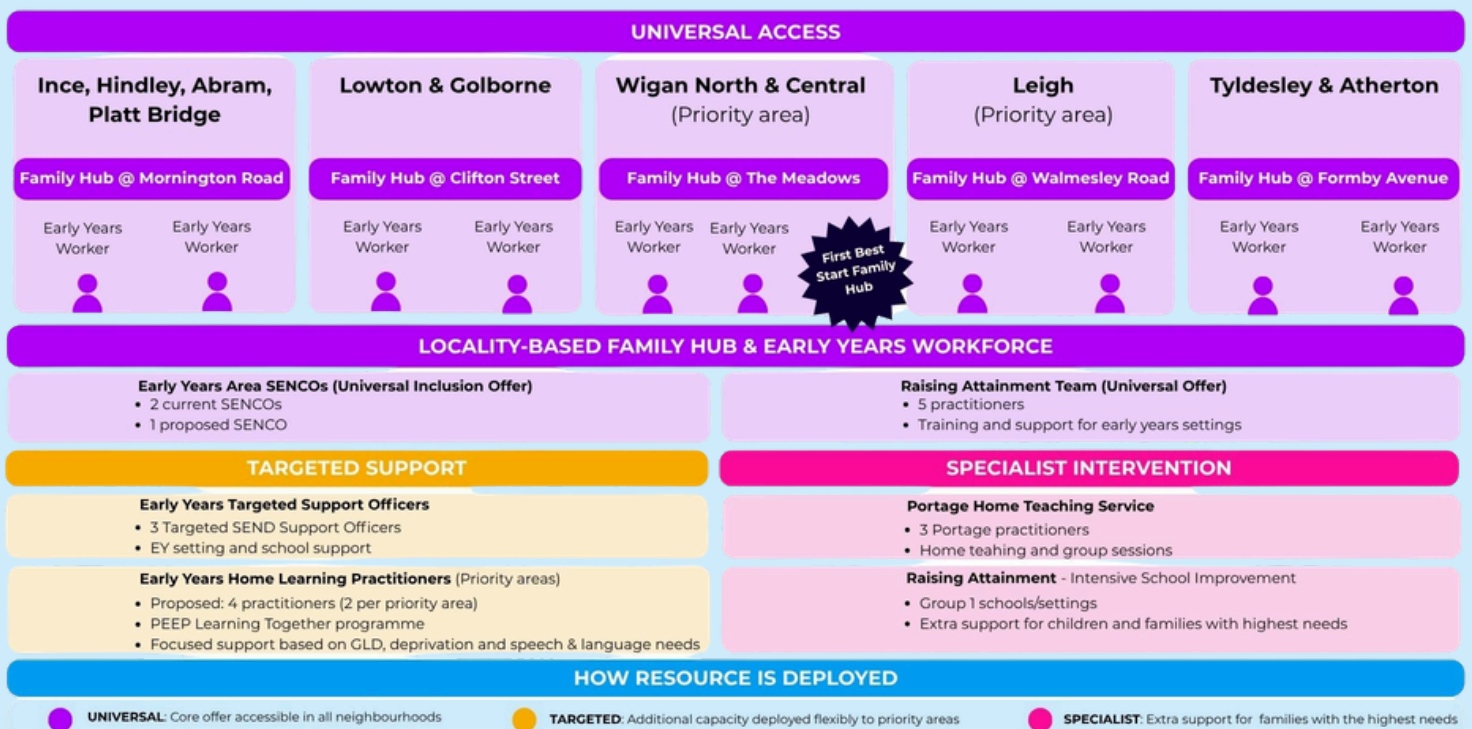 UNIVERSAL ACCESS
Ince, Hindley, Abram,
Platt Bridge
Family Hub @ Mornington Road
Early Years
Worker
Early Years
Worker
Lowton & Golborne
Family Hub @ Clifton Street
Early Years
Worker
Early Years
Worker
Wigan North & Central
(Priority area)
Family Hub @ The Meadows
Early Years
Worker
Early Years
Worker
First Best
Start Family
Hub
Leigh
(Priority area)
Family Hub @ Walmesley Road
Early Years
Worker
Early Years
Worker
Tyldesley & Atherton
Family Hub @ Formby Avenue
Early Years
Worker
Early Years
Worker
LOCALITY-BASED FAMILY HUB & EARLY YEARS WORKFORCE
Early Years Area SENCOs (Universal Inclusion Offer)
• 2 current SENCOs
• 1 proposed SENCO
Raising Attainment Team (Universal Offer)
• 5 practitioners
• Training and support for early years settings
TARGETED SUPPORT
Early Years Targeted Support Officers
• 3 Targeted SEND Support Officers
• EY setting and school support
Early Years Home Learning Practitioners (Priority areas)
• Proposed: 4 practitioners (2 per priority area)
• PEEP Learning Together programme
• Focused support based on GLD, deprivation and speech & language needs
SPECIALIST INTERVENTION
Portage Home Teaching Service
• 3 Portage practitioners
• Home teahing and group sessions
Raising Attainment - Intensive School Improvement
• Group 1 schools/settings
• Extra support for children and families with highest needs
HOW RESOURCE IS DEPLOYED
UNIVERSAL: Core offer accessible in all neighbourhoods
TARGETED: Additional capacity deployed flexibly to priority areas
SPECIALIST: Extra support for families with the highest needs